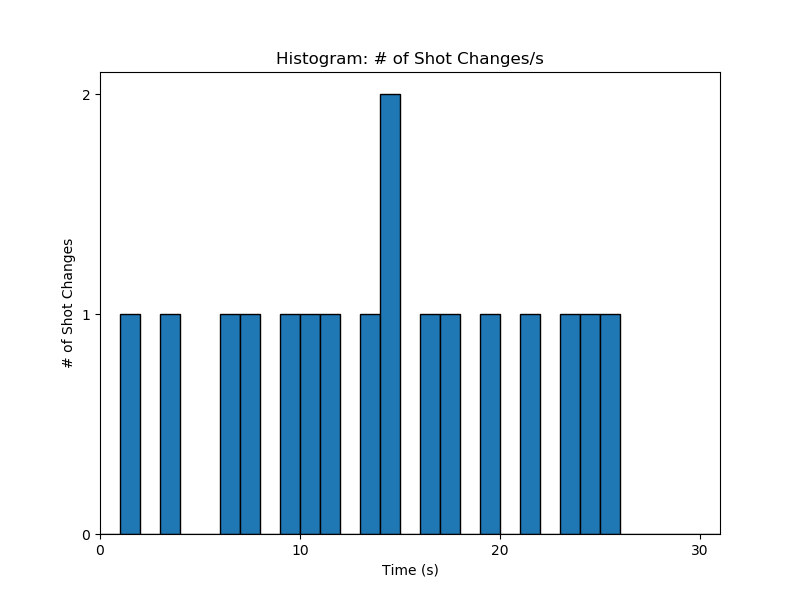 Histogram: # of Shot Changes/s
2
1
0
# of Shot Changes
0 10 20 30
Time (s)